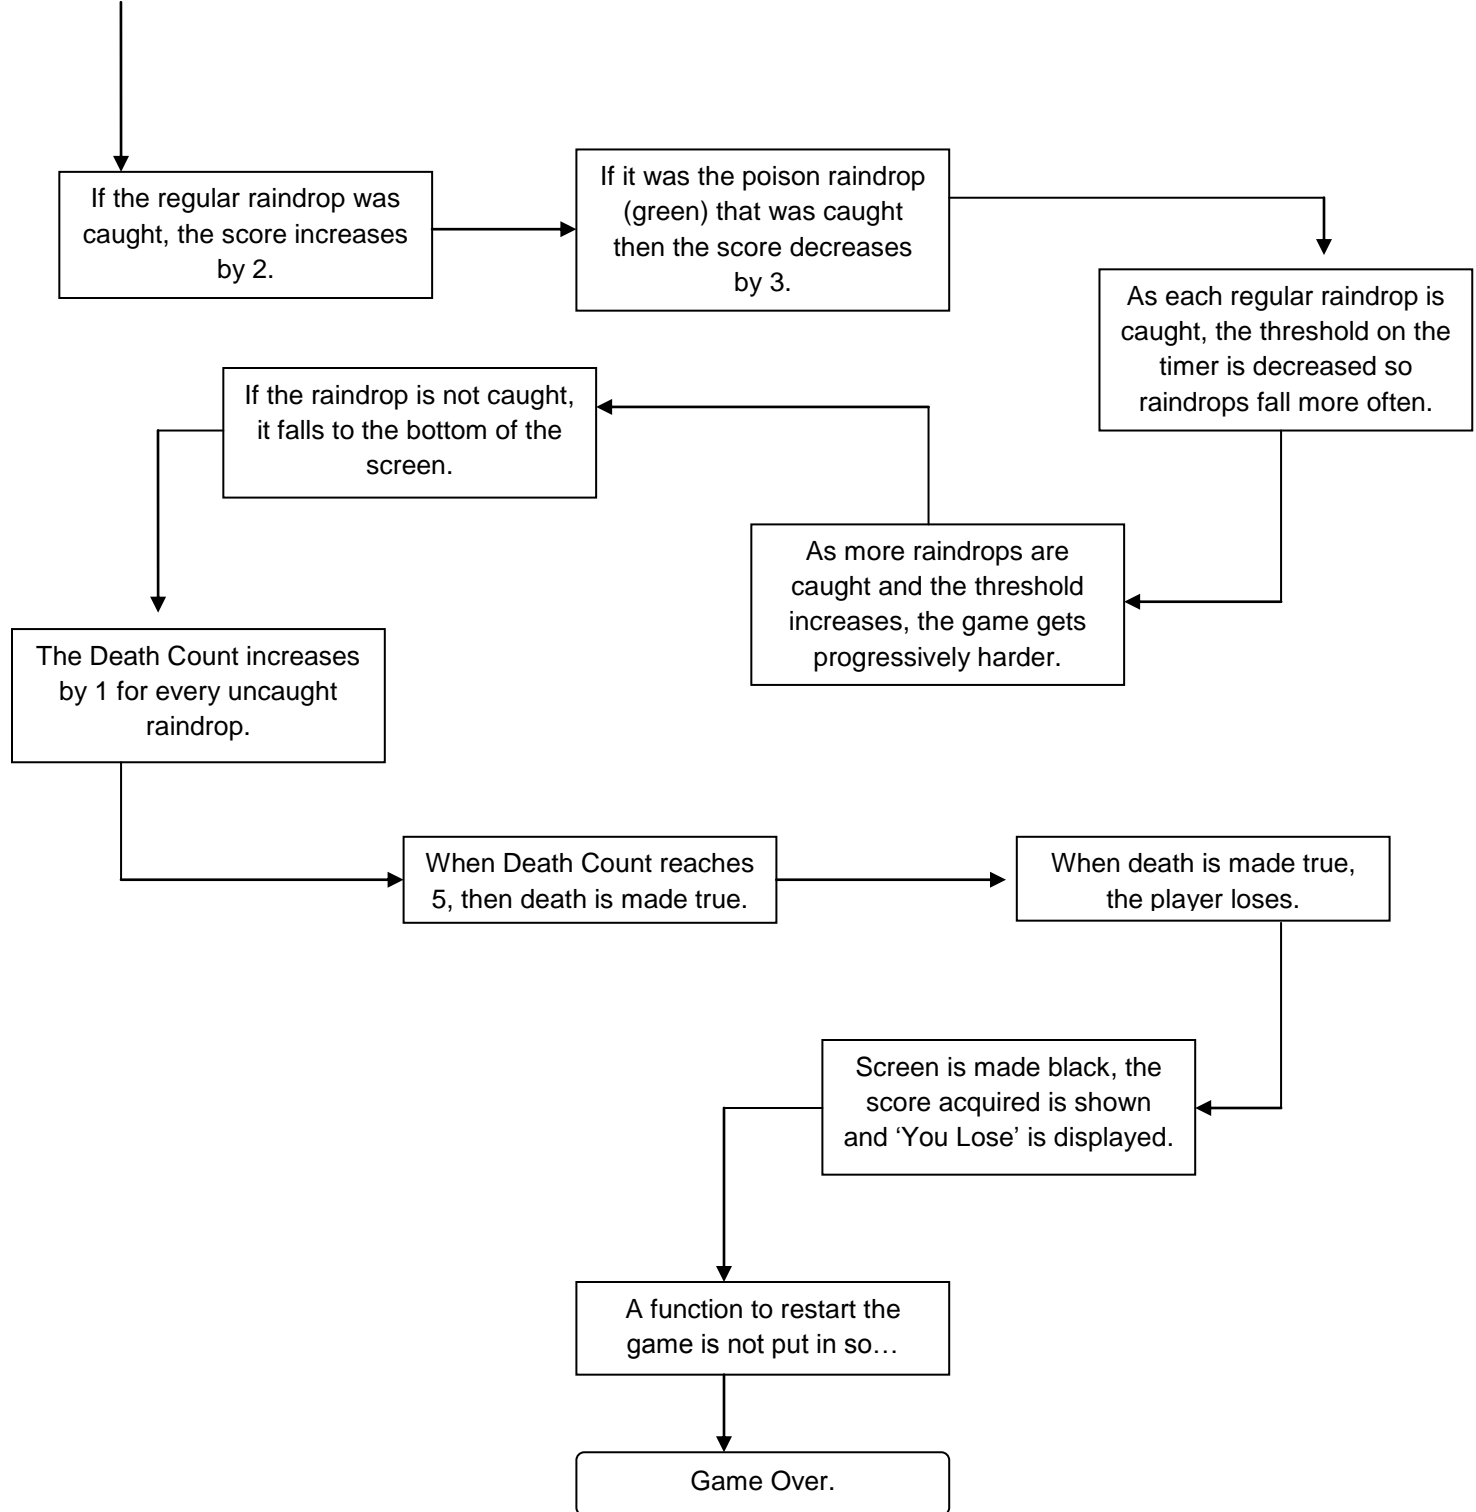 If the regular raindrop was
caught, the score increases
by 2.
If it was the poison raindrop
(green) that was caught
then the score decreases
by 3.
As each regular raindrop is
caught, the threshold on the
timer is decreased so
raindrops fall more often.
As more raindrops are
caught and the threshold
increases, the game gets
progressively harder.
If the raindrop is not caught,
it falls to the bottom of the
screen.
The Death Count increases
by 1 for every uncaught
raindrop.
When Death Count reaches
5, then death is made true.
When death is made true,
the player loses.
Screen is made black, the
score acquired is shown
and ‘You Lose’ is displayed.
A function to restart the
game is not put in so…
Game Over.